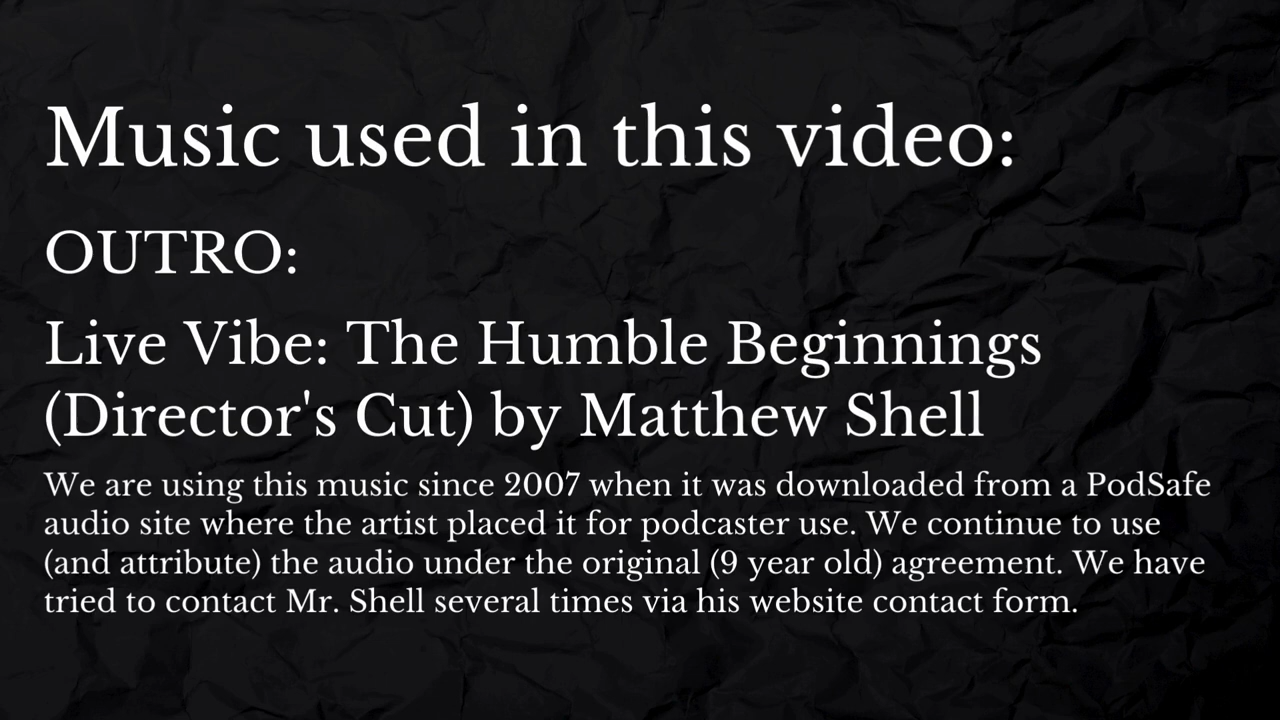 Music used in this video:
OUTRO:
Live Vibe: The Humble Beginnings
(Director's Cut) by Matthew Shell
We are using this music since 2007 when it was downloaded from a PodSafe
audio site where the artist placed it for podcaster use. We continue to use
(and attribute) the audio under the original (9 year old) agreement. We have
tried to contact Mr. Shell several times via his website contact form.